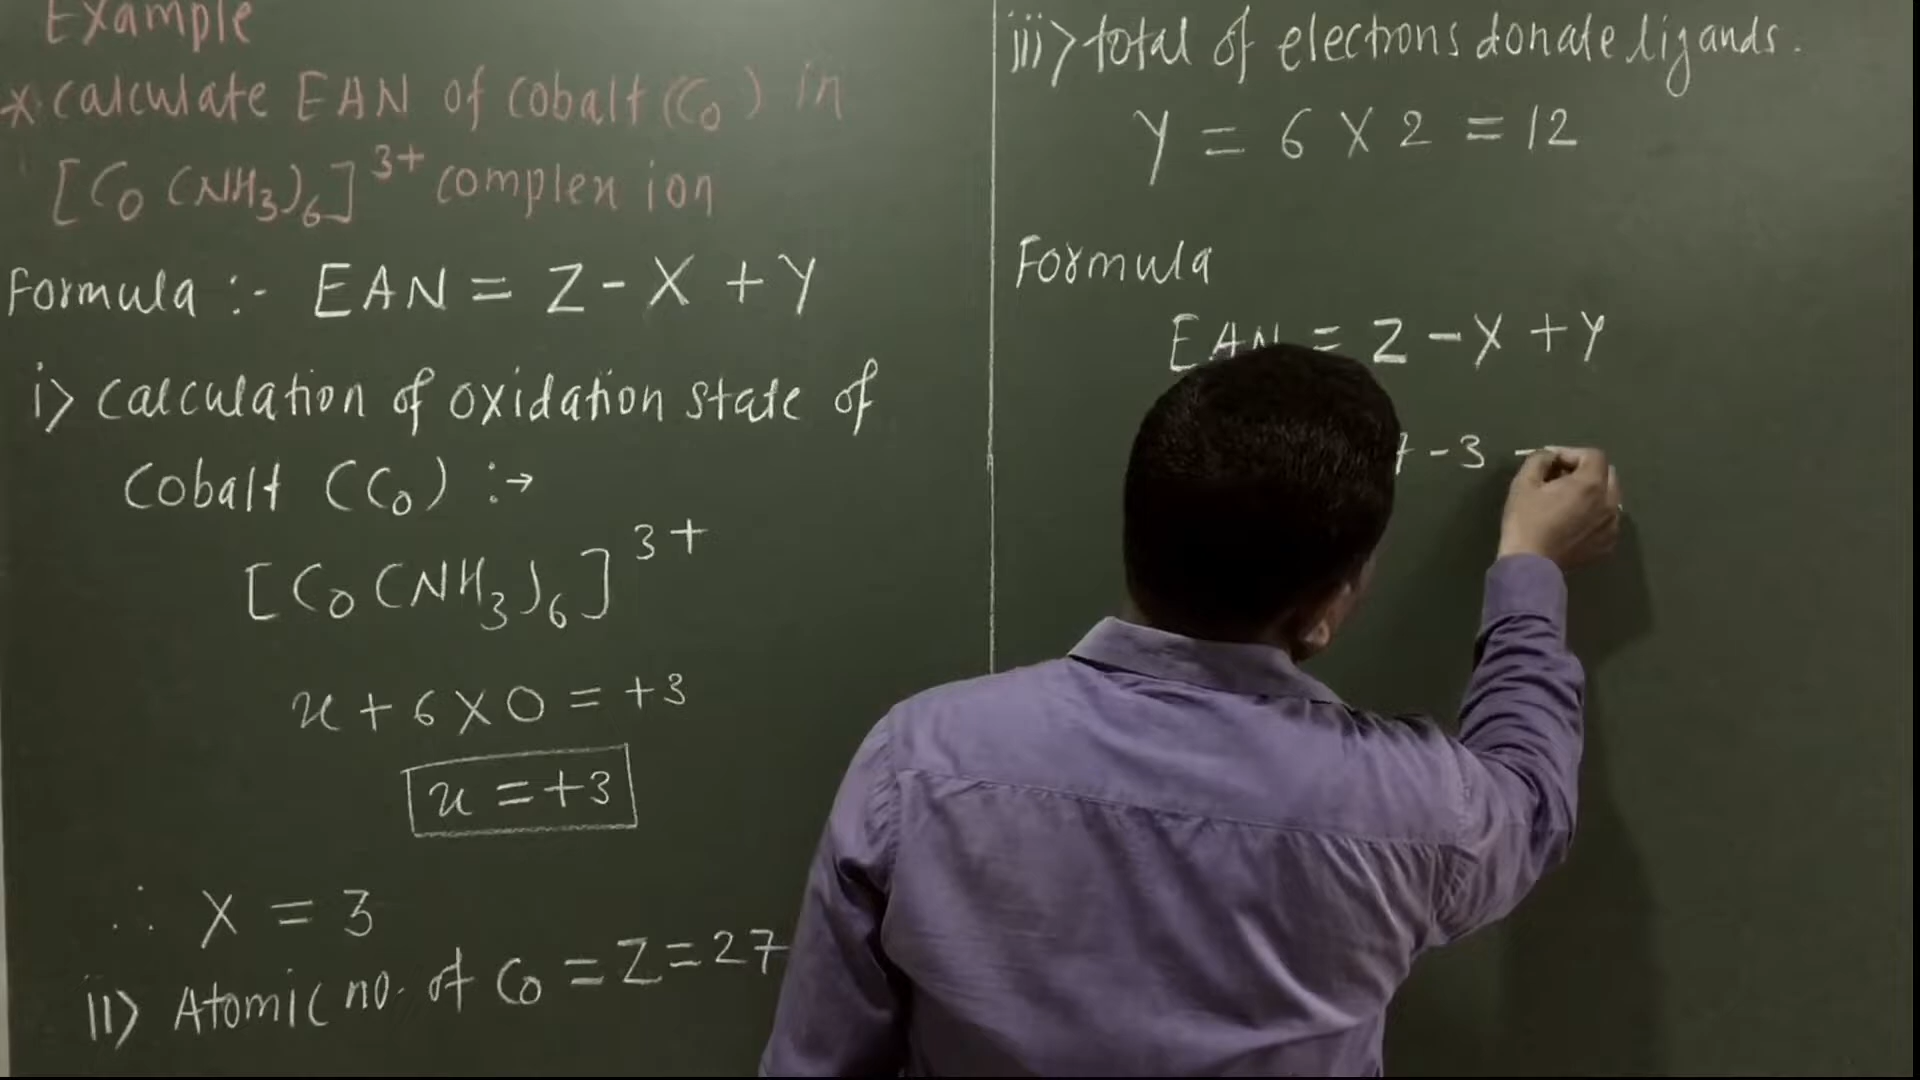 Example
* calculate EAN of cobalt (Co) in
[Co(NH3)6]3+ complex ion
Formula :- EAN = Z - X + Y
i) calculation of oxidation state of
Cobalt (Co) :→
[Co(NH3)6]3+
x + 6 X 0 = +3
x = +3
∴ X = 3
ii) Atomic no. of Co = Z = 27
iii) total of electrons donate ligands.
Y = 6 X 2 = 12
Formula
EAN = Z - X + Y
7 - 3